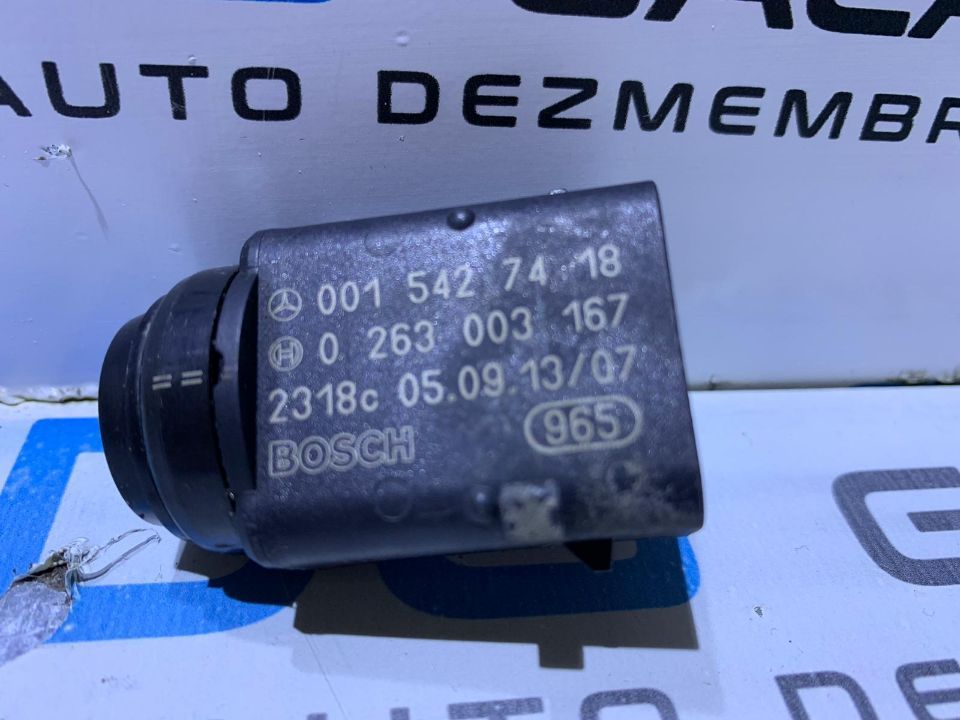 AUTO DEZMEMBR
001 542 74 18
0 263 003 167
2318c 05.09.13/07
BOSCH 965